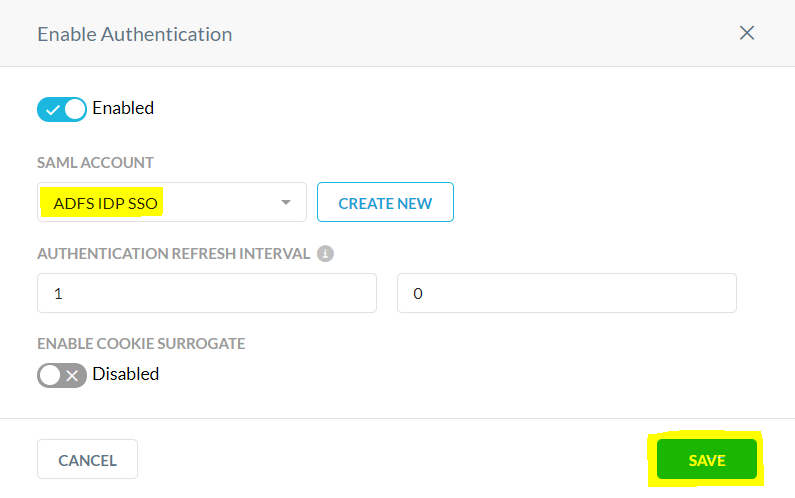 Enable Authentication
Enabled
SAML ACCOUNT
ADFS IDP SSO
CREATE NEW
AUTHENTICATION REFRESH INTERVAL i
1
0
ENABLE COOKIE SURROGATE
Disabled
CANCEL
SAVE